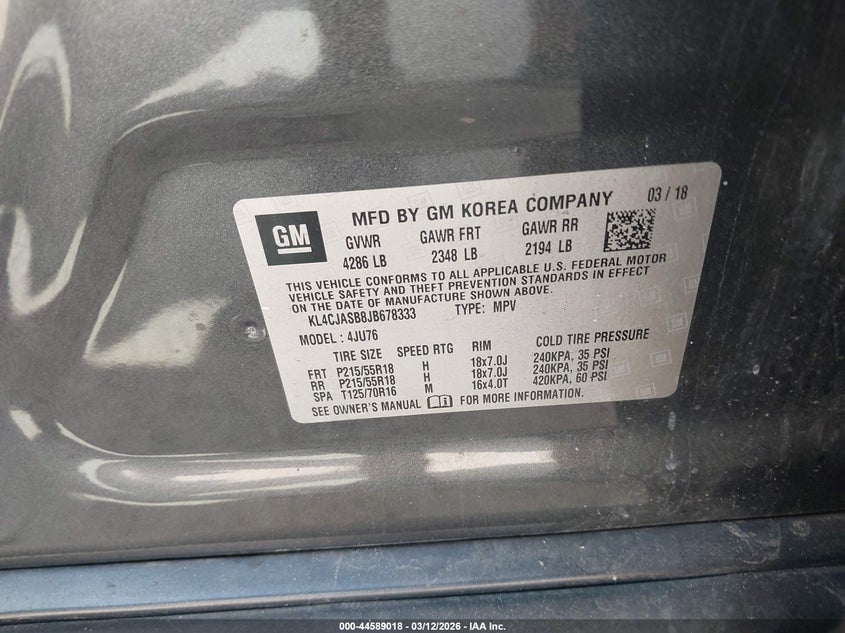 MFD BY GM KOREA COMPANY 03 / 18
GM
GVWR GAWR FRT GAWR RR
4286 LB 2348 LB 2194 LB
THIS VEHICLE CONFORMS TO ALL APPLICABLE U.S. FEDERAL MOTOR
VEHICLE SAFETY AND THEFT PREVENTION STANDARDS IN EFFECT
ON THE DATE OF MANUFACTURE SHOWN ABOVE.
KL4CJASB8JB678333 TYPE: MPV
MODEL : 4JU76
TIRE SIZE SPEED RTG RIM COLD TIRE PRESSURE
FRT P215/55R18 H 18x7.0J 240KPA, 35 PSI
RR P215/55R18 H 18x7.0J 240KPA, 35 PSI
SPA T125/70R16 M 16x4.0T 420KPA, 60 PSI
SEE OWNER'S MANUAL FOR MORE INFORMATION.
000-44589018 - 03/12/2026 - IAA Inc.